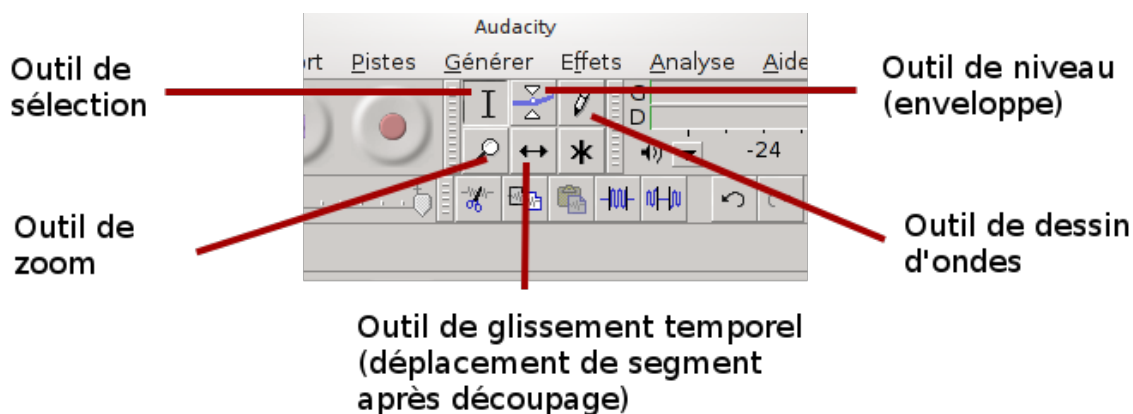 Audacity
Outil de
sélection
rt Pistes Générer Effets Analyse Aide
Outil de niveau
(enveloppe)
G
D
-24
Outil de
zoom
Outil de dessin
d'ondes
Outil de glissement temporel
(déplacement de segment
après découpage)